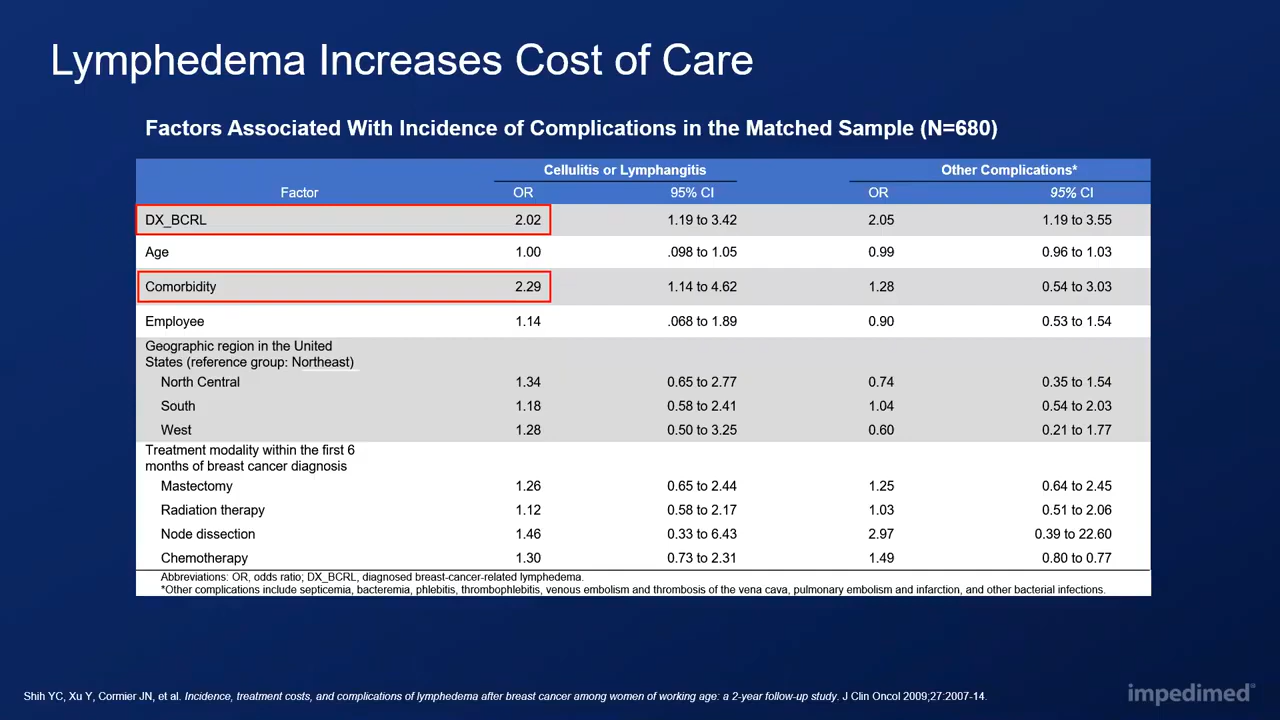 Lymphedema Increases Cost of Care
Factors Associated With Incidence of Complications in the Matched Sample (N=680)
Cellulitis or Lymphangitis Other Complications*
Factor OR 95% CI OR 95% CI
DX_BCRL 2.02 1.19 to 3.42 2.05 1.19 to 3.55
Age 1.00 .098 to 1.05 0.99 0.96 to 1.03
Comorbidity 2.29 1.14 to 4.62 1.28 0.54 to 3.03
Employee 1.14 .068 to 1.89 0.90 0.53 to 1.54
Geographic region in the United
States (reference group: Northeast)
North Central 1.34 0.65 to 2.77 0.74 0.35 to 1.54
South 1.18 0.58 to 2.41 1.04 0.54 to 2.03
West 1.28 0.50 to 3.25 0.60 0.21 to 1.77
Treatment modality within the first 6
months of breast cancer diagnosis
Mastectomy 1.26 0.65 to 2.44 1.25 0.64 to 2.45
Radiation therapy 1.12 0.58 to 2.17 1.03 0.51 to 2.06
Node dissection 1.46 0.33 to 6.43 2.97 0.39 to 22.60
Chemotherapy 1.30 0.73 to 2.31 1.49 0.80 to 0.77
Abbreviations: OR, odds ratio; DX_BCRL, diagnosed breast-cancer-related lymphedema.
*Other complications include septicemia, bacteremia, phlebitis, thrombophlebitis, venous embolism and thrombosis of the vena cava, pulmonary embolism and infarction, and other bacterial infections.
Shih YC, Xu Y, Cormier JN, et al. Incidence, treatment costs, and complications of lymphedema after breast cancer among women of working age: a 2-year follow-up study. J Clin Oncol 2009;27:2007-14.
impedimed®